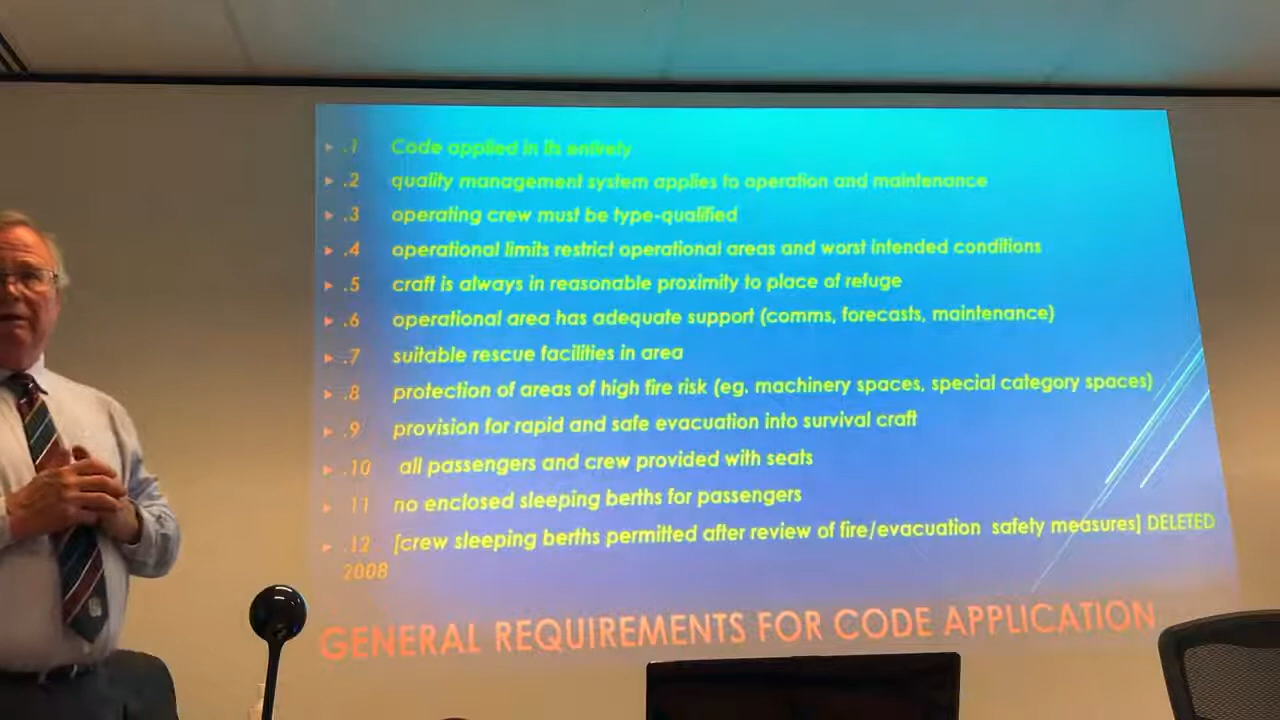 .1 Code applied in its entirely
.2 quality management system applies to operation and maintenance
.3 operating crew must be type-qualified
.4 operational limits restrict operational areas and worst intended conditions
.5 craft is always in reasonable proximity to place of refuge
.6 operational area has adequate support (comms, forecasts, maintenance)
.7 suitable rescue facilities in area
.8 protection of areas of high fire risk (eg. machinery spaces, special category spaces)
.9 provision for rapid and safe evacuation into survival craft
.10 all passengers and crew provided with seats
11 no enclosed sleeping berths for passengers
.12 [crew sleeping berths permitted after review of fire/evacuation safety measures] DELETED
2008
GENERAL REQUIREMENTS FOR CODE APPLICATION